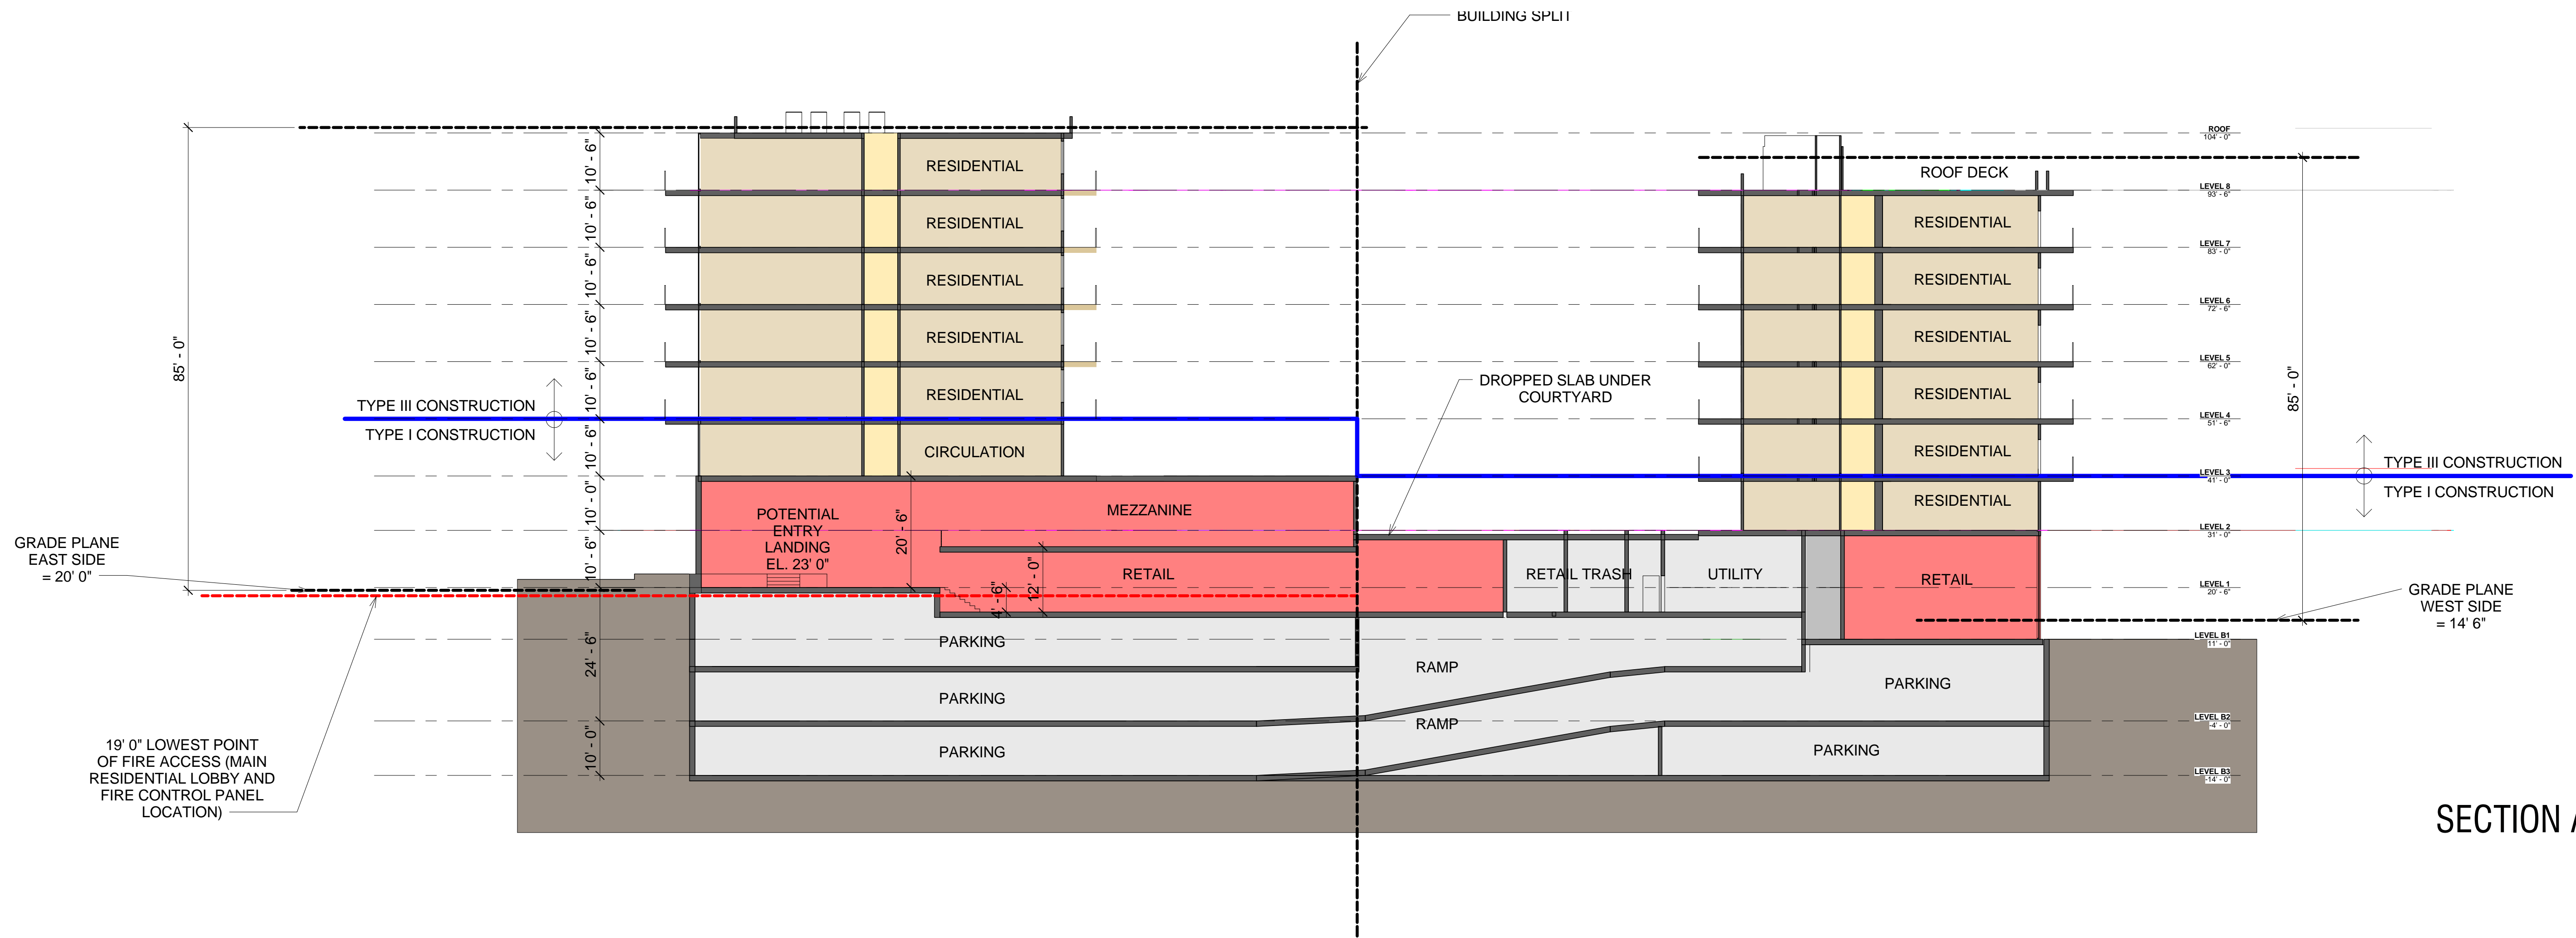 BUILDING SPLIT
ROOF
104' - 0"
ROOF DECK
LEVEL 8
93' - 6"
LEVEL 7
83' - 0"
LEVEL 6
72' - 6"
LEVEL 5
62' - 0"
LEVEL 4
51' - 6"
LEVEL 3
41' - 0"
LEVEL 2
31' - 0"
LEVEL 1
20' - 6"
LEVEL B1
11' - 0"
LEVEL B2
-4' - 0"
LEVEL B3
-14' - 0"
85' - 0"
10' - 6"
10' - 6"
10' - 6"
10' - 6"
10' - 6"
10' - 6"
10' - 0"
10' - 6"
24' - 6"
10' - 0"
RESIDENTIAL
RESIDENTIAL
RESIDENTIAL
RESIDENTIAL
RESIDENTIAL
CIRCULATION
TYPE III CONSTRUCTION
TYPE I CONSTRUCTION
DROPPED SLAB UNDER
COURTYARD
RESIDENTIAL
RESIDENTIAL
RESIDENTIAL
RESIDENTIAL
RESIDENTIAL
RESIDENTIAL
85' - 0"
TYPE III CONSTRUCTION
TYPE I CONSTRUCTION
POTENTIAL
ENTRY
LANDING
EL. 23' 0"
20' - 6"
MEZZANINE
RETAIL
4' - 6"
12' - 0"
RETAIL TRASH
UTILITY
RETAIL
GRADE PLANE
EAST SIDE
= 20' 0"
GRADE PLANE
WEST SIDE
= 14' 6"
PARKING
RAMP
PARKING
PARKING
RAMP
PARKING
PARKING
19' 0" LOWEST POINT
OF FIRE ACCESS (MAIN
RESIDENTIAL LOBBY AND
FIRE CONTROL PANEL
LOCATION)
SECTION A